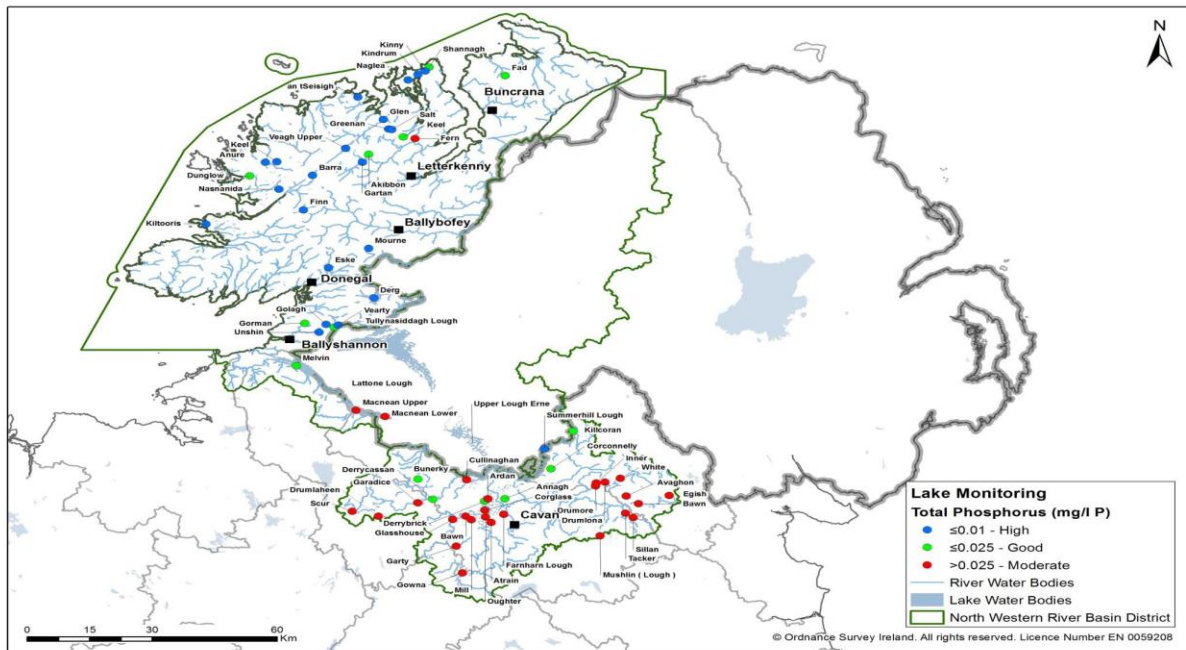 N
Kinny
Kindrum
Shannagh
Naglea
Fad
an tSeisigh
Buncrana
Glen
Salt
Greenan
Keel
Fern
Veagh Upper
Keel
Anure
Barra
Letterkenny
Dunglow
Akibbon
Nasnanida
Gartan
Finn
Kiltooris
Ballybofey
Mourne
Eske
Donegal
Derg
Golagh
Vearty
Gorman
Tullynasiddagh Lough
Unshin
Ballyshannon
Melvin
Lattone Lough
Macnean Upper
Macnean Lower
Upper Lough Erne
Summerhill Lough
Killcoran
Corconnelly
Cullinaghan
Inner
Derrycassan
Bunerky
White
Garadice
Ardan
Annagh
Avaghon
Drumlaheen
Corglass
Egish
Scur
Bawn
Drumore
Derrybrick
Cavan
Drumlona
Glasshouse
Bawn
Sillan
Garty
Tacker
Farnharn Lough
Gowna
Atrain
Mushlin ( Lough )
Mill
Oughter
0 15 30 60
Km
Lake Monitoring
Total Phosphorus (mg/l P)
≤0.01 - High
≤0.025 - Good
>0.025 - Moderate
River Water Bodies
Lake Water Bodies
North Western River Basin District
© Ordnance Survey Ireland. All rights reserved. Licence Number EN 0059208